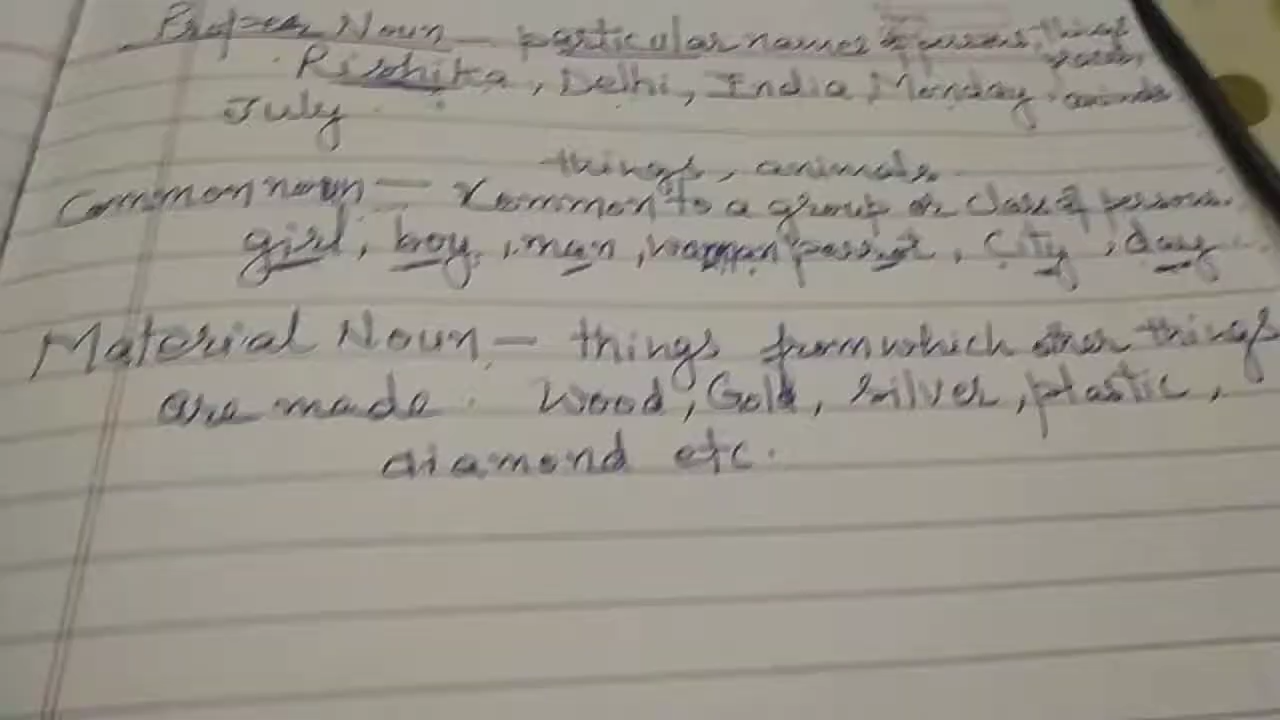 Proper Noun - particular names of persons, things
places,
Rishika, Delhi, India, Monday. animals
July
things, animals.
Common noun - Common to a group or class of persons.
girl, boy, man, woman, city, day
Material Noun - things from which other things
are made. Wood, Gold, Silver, plastic,
diamond etc.